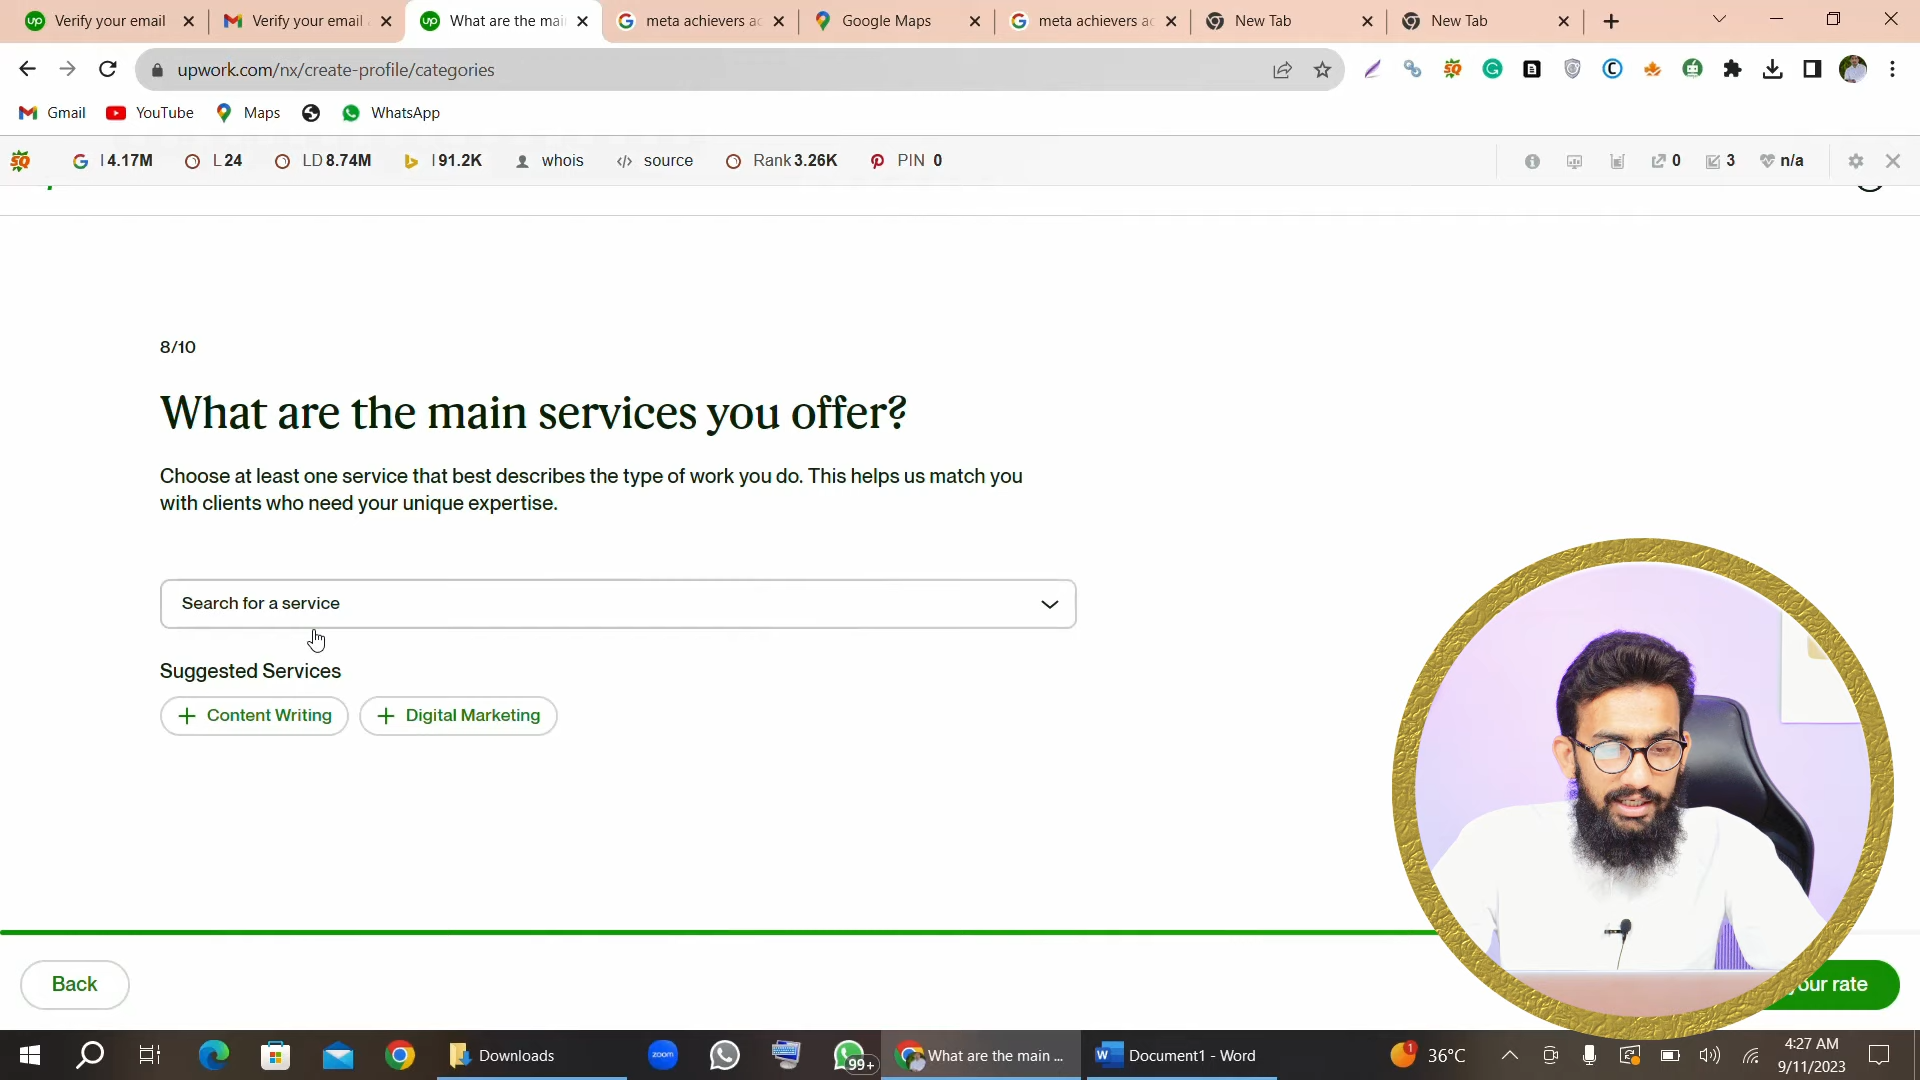 Verify your email
Verify your email
What are the mai
meta achievers ac
Google Maps
meta achievers ac
New Tab
New Tab
upwork.com/nx/create-profile/categories
Gmail
YouTube
Maps
WhatsApp
I 4.17M
L 24
LD 8.74M
I 91.2K
whois
source
Rank 3.26K
PIN 0
0
3
n/a
8/10
What are the main services you offer?
Choose at least one service that best describes the type of work you do. This helps us match you
with clients who need your unique expertise.
Search for a service
Suggested Services
Content Writing
Digital Marketing
Back
your rate
Downloads
zoom
99+
What are the main ...
Document1 - Word
1
36°C
4:27 AM
9/11/2023